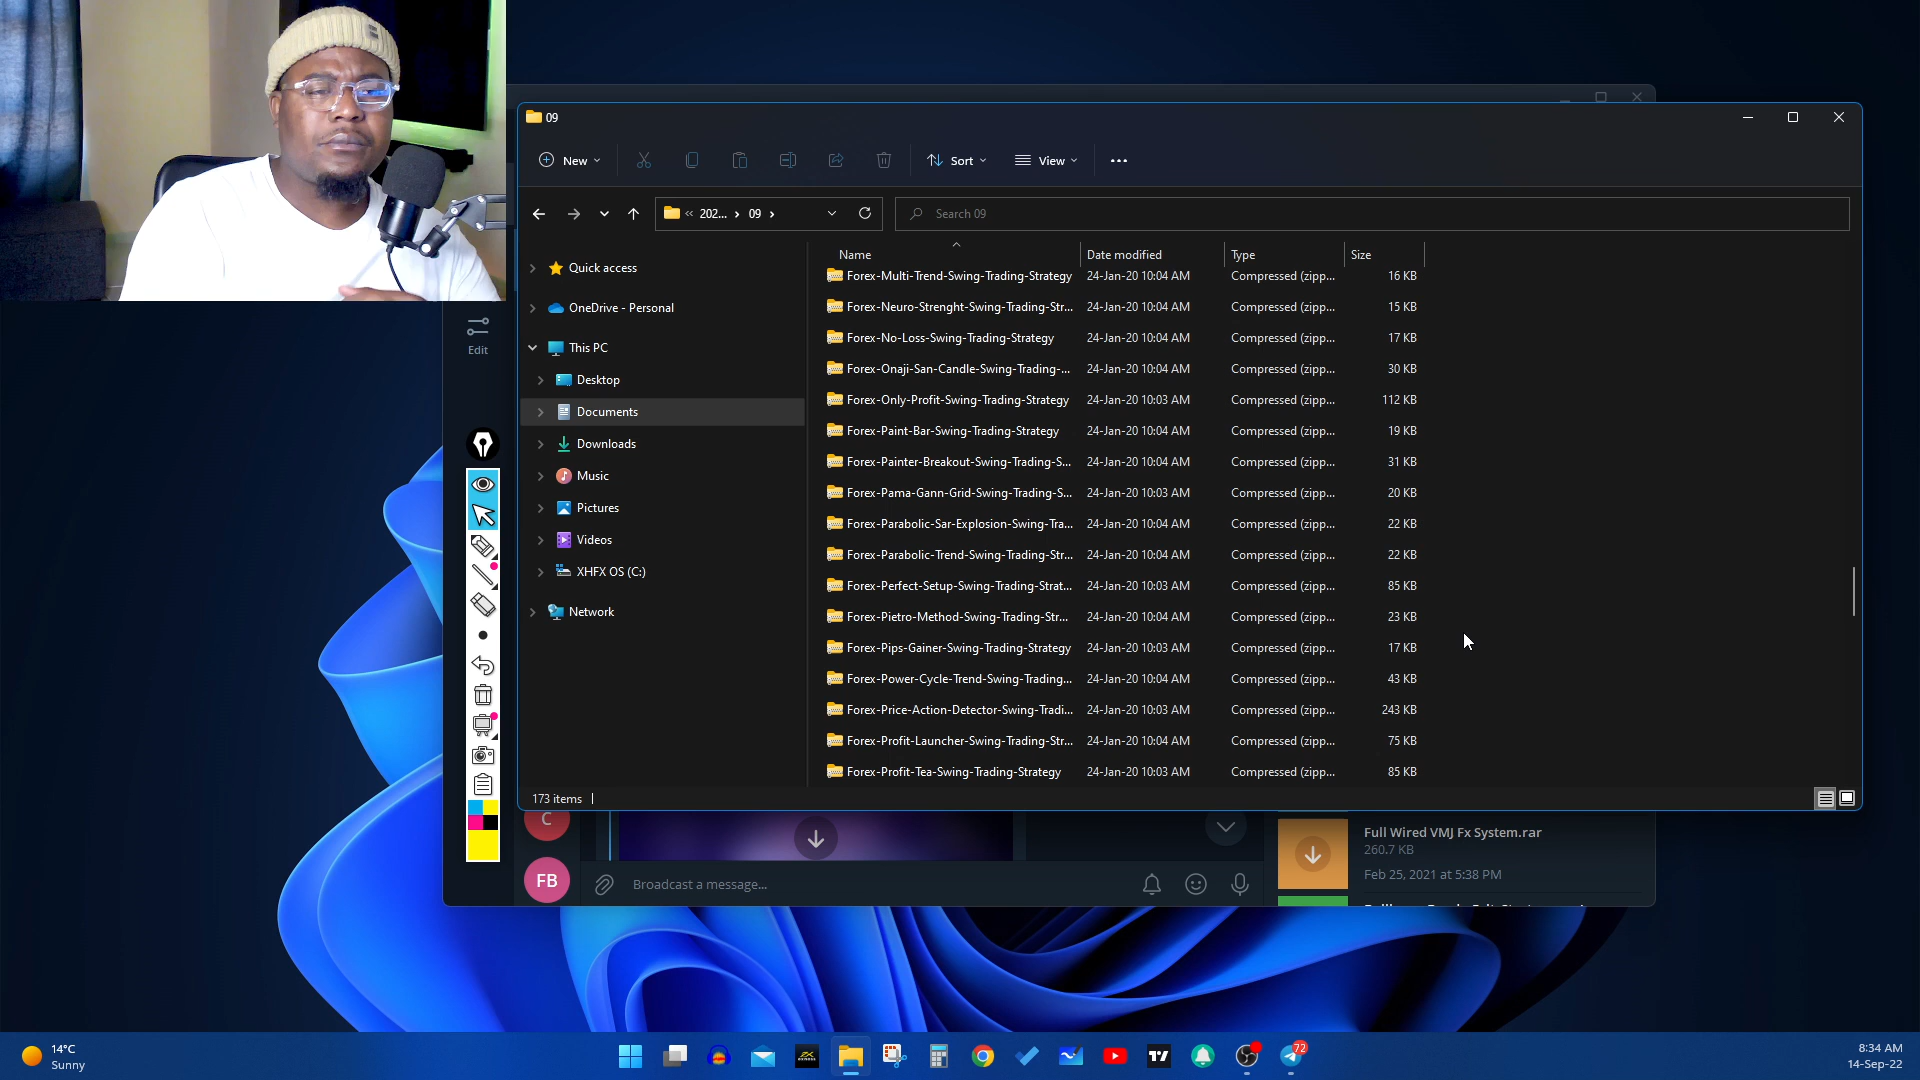 09
New
Sort
View
202...
09
Search 09
Name
Date modified
Type
Size
Quick access
OneDrive - Personal
This PC
Desktop
Documents
Downloads
Music
Pictures
Videos
XHFX OS (C:)
Network
Forex-Multi-Trend-Swing-Trading-Strategy 24-Jan-20 10:04 AM Compressed (zipp... 16 KB
Forex-Neuro-Strenght-Swing-Trading-Str... 24-Jan-20 10:04 AM Compressed (zipp... 15 KB
Forex-No-Loss-Swing-Trading-Strategy 24-Jan-20 10:04 AM Compressed (zipp... 17 KB
Forex-Onaji-San-Candle-Swing-Trading-... 24-Jan-20 10:04 AM Compressed (zipp... 30 KB
Forex-Only-Profit-Swing-Trading-Strategy 24-Jan-20 10:03 AM Compressed (zipp... 112 KB
Forex-Paint-Bar-Swing-Trading-Strategy 24-Jan-20 10:04 AM Compressed (zipp... 19 KB
Forex-Painter-Breakout-Swing-Trading-S... 24-Jan-20 10:04 AM Compressed (zipp... 31 KB
Forex-Pama-Gann-Grid-Swing-Trading-S... 24-Jan-20 10:03 AM Compressed (zipp... 20 KB
Forex-Parabolic-Sar-Explosion-Swing-Tra... 24-Jan-20 10:04 AM Compressed (zipp... 22 KB
Forex-Parabolic-Trend-Swing-Trading-Str... 24-Jan-20 10:04 AM Compressed (zipp... 22 KB
Forex-Perfect-Setup-Swing-Trading-Strat... 24-Jan-20 10:03 AM Compressed (zipp... 85 KB
Forex-Pietro-Method-Swing-Trading-Str... 24-Jan-20 10:04 AM Compressed (zipp... 23 KB
Forex-Pips-Gainer-Swing-Trading-Strategy 24-Jan-20 10:03 AM Compressed (zipp... 17 KB
Forex-Power-Cycle-Trend-Swing-Trading... 24-Jan-20 10:04 AM Compressed (zipp... 43 KB
Forex-Price-Action-Detector-Swing-Tradi... 24-Jan-20 10:03 AM Compressed (zipp... 243 KB
Forex-Profit-Launcher-Swing-Trading-Str... 24-Jan-20 10:04 AM Compressed (zipp... 75 KB
Forex-Profit-Tea-Swing-Trading-Strategy 24-Jan-20 10:03 AM Compressed (zipp... 85 KB
173 items
Edit
C
FB
Broadcast a message...
Full Wired VMJ Fx System.rar
260.7 KB
Feb 25, 2021 at 5:38 PM
14°C
Sunny
72
8:34 AM
14-Sep-22